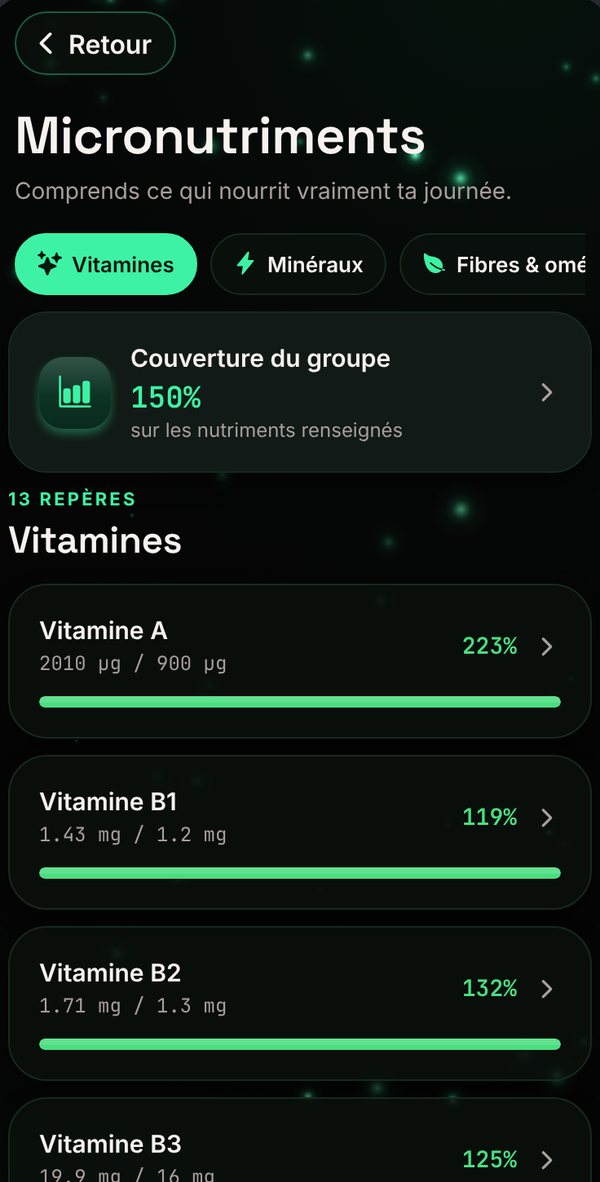 Retour
Micronutriments
Comprends ce qui nourrit vraiment ta journée.
Vitamines
Minéraux
Fibres & omé
Couverture du groupe
150%
sur les nutriments renseignés
13 REPÈRES
Vitamines
Vitamine A
223%
2010 µg / 900 µg
Vitamine B1
119%
1.43 mg / 1.2 mg
Vitamine B2
132%
1.71 mg / 1.3 mg
Vitamine B3
125%
19.9 mg / 16 mg